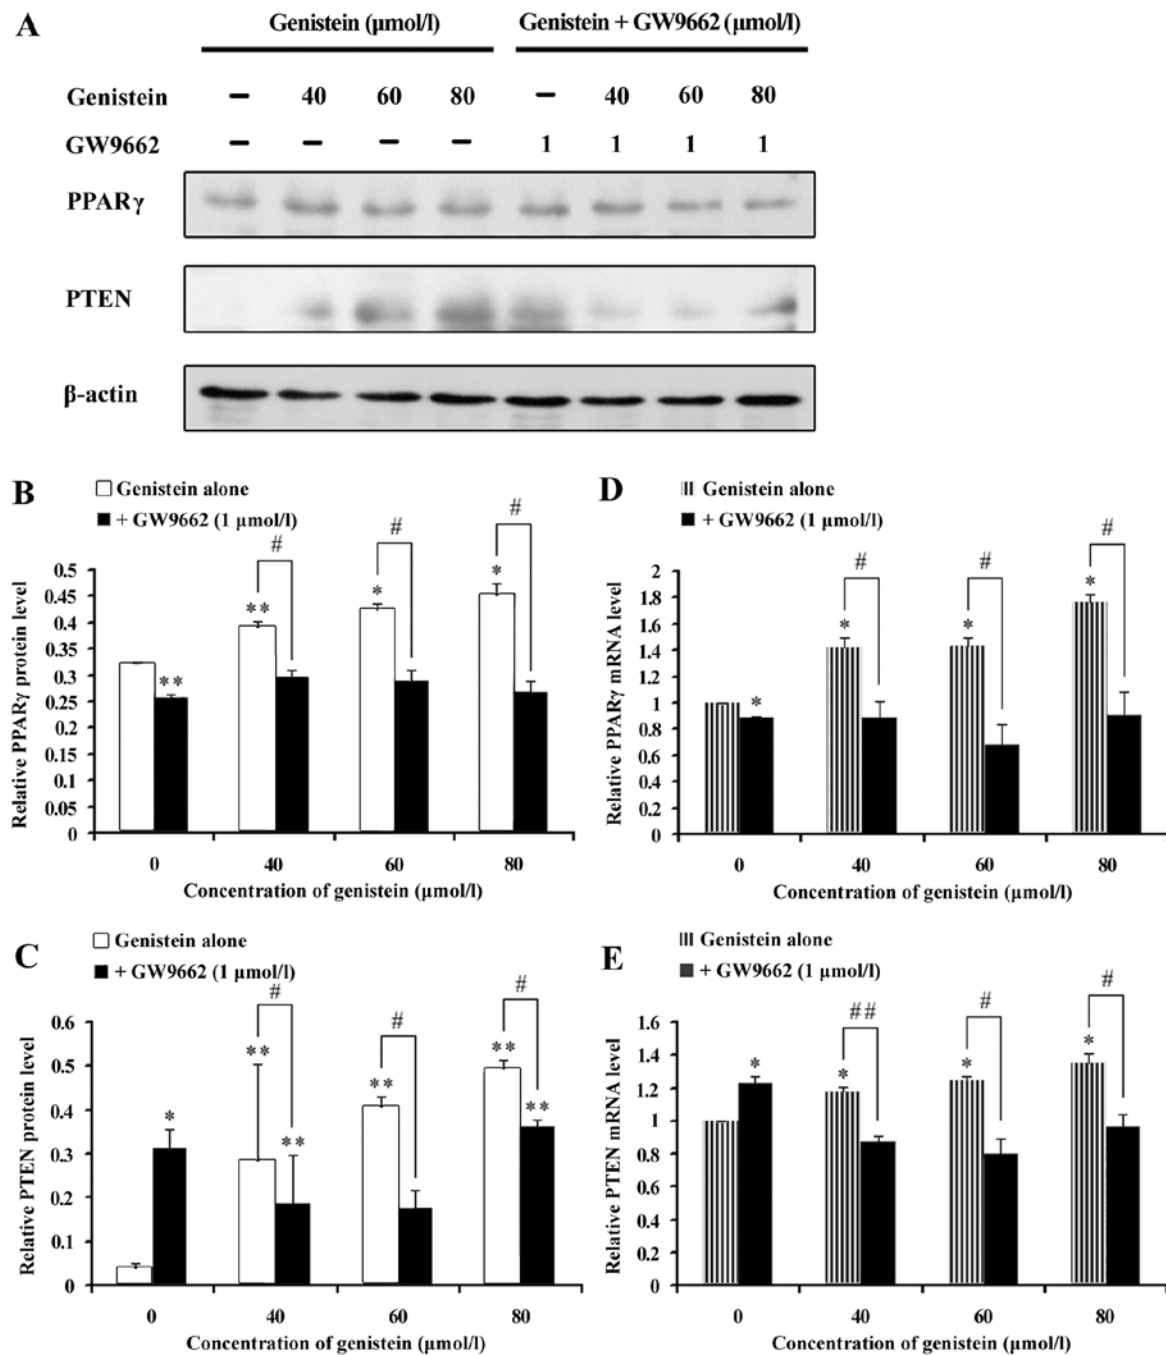 A
Genistein (μmol/l)
Genistein + GW9662 (μmol/l)
Genistein – 40 60 80 – 40 60 80
GW9662 – – – – 1 1 1 1
PPARγ
PTEN
β-actin
B
Genistein alone
+ GW9662 (1 μmol/l)
# # #
** ** * *
Relative PPARγ protein level
0.5
0.45
0.4
0.35
0.3
0.25
0.2
0.15
0.1
0.05
0
0 40 60 80
Concentration of genistein (μmol/l)
D
Genistein alone
+ GW9662 (1 μmol/l)
# # #
* * * *
Relative PPARγ mRNA level
2
1.8
1.6
1.4
1.2
1
0.8
0.6
0.4
0.2
0
0 40 60 80
Concentration of genistein (μmol/l)
C
Genistein alone
+ GW9662 (1 μmol/l)
# # #
* ** ** ** ** **
Relative PTEN protein level
0.6
0.5
0.4
0.3
0.2
0.1
0
0 40 60 80
Concentration of genistein (μmol/l)
E
Genistein alone
+ GW9662 (1 μmol/l)
## # #
* * * *
Relative PTEN mRNA level
1.6
1.4
1.2
1
0.8
0.6
0.4
0.2
0
0 40 60 80
Concentration of genistein (μmol/l)